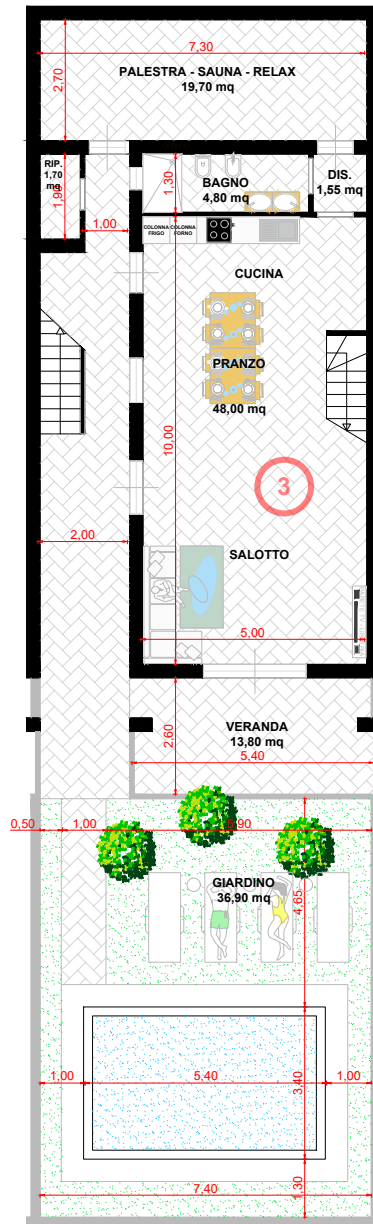 7,30
2,70
PALESTRA - SAUNA - RELAX
19,70 mq
RIP.
1,70
mq
1,90
1,00
1,30
BAGNO
4,80 mq
DIS.
1,55 mq
COLONNA
FRIGO
COLONNA
FORNO
CUCINA
PRANZO
48,00 mq
10,00
3
2,00
SALOTTO
5,00
2,60
VERANDA
13,80 mq
5,40
0,50
1,00
5,90
GIARDINO
36,90 mq
4,65
1,00
5,40
1,00
3,40
1,30
7,40